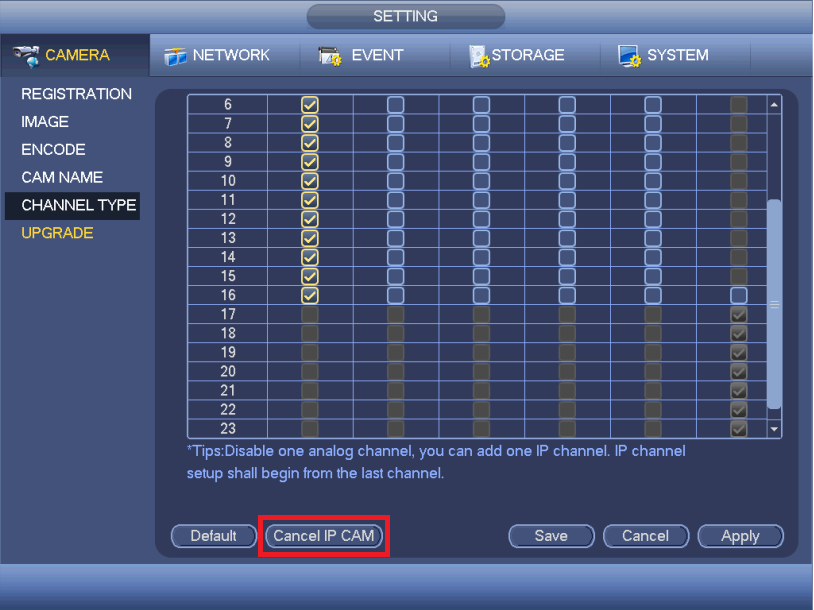 SETTING
CAMERA NETWORK EVENT STORAGE SYSTEM
REGISTRATION
IMAGE
ENCODE
CAM NAME
CHANNEL TYPE
UPGRADE
6
7
8
9
10
11
12
13
14
15
16
17
18
19
20
21
22
23
*Tips:Disable one analog channel, you can add one IP channel. IP channel
setup shall begin from the last channel.
Default Cancel IP CAM Save Cancel Apply